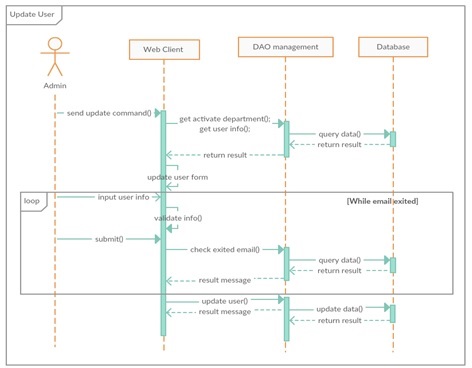 Update User
Web Client
DAO management
Database
Admin
send update command()
get activate department();
get user info();
query data()
return result
return result
update user form
loop
input user info
[While email exited]
validate info()
submit()
check exited email()
query data()
return result
result message
update user()
result message
update data()
return result